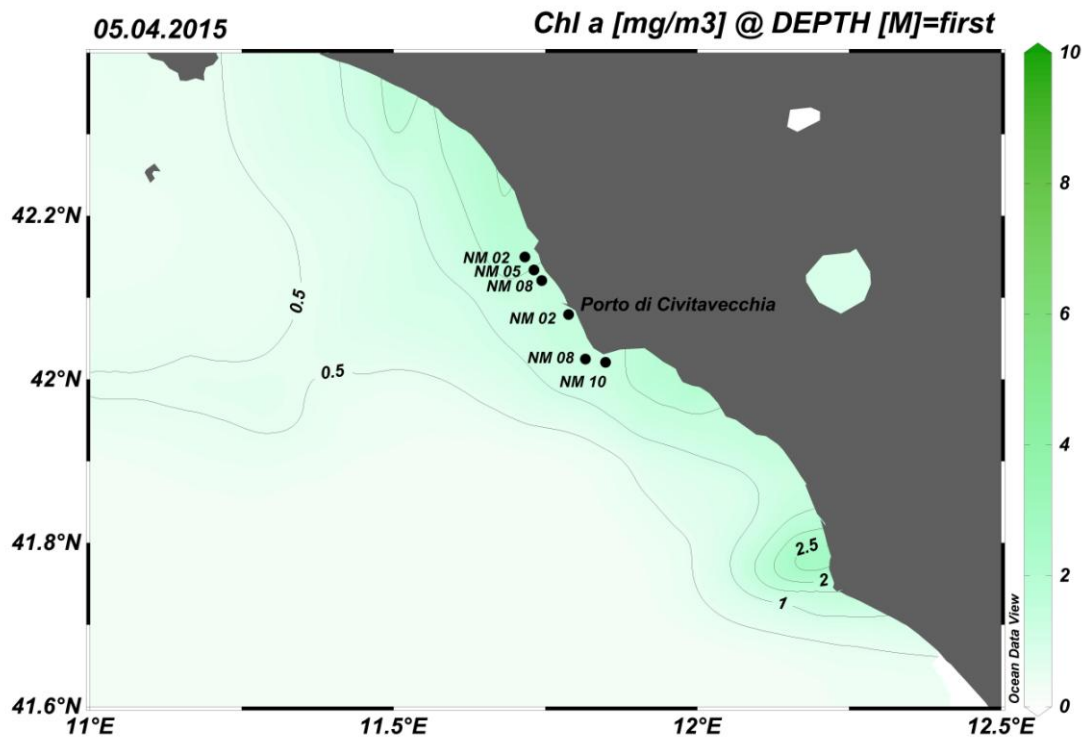 05.04.2015
Chl a [mg/m3] @ DEPTH [M]=first
10
8
6
4
2
0
42.2°N
42°N
41.8°N
41.6°N
11°E
11.5°E
12°E
12.5°E
0.5
0.5
NM 02
NM 05
NM 08
Porto di Civitavecchia
NM 02
NM 08
NM 10
2.5
2
1
Ocean Data View